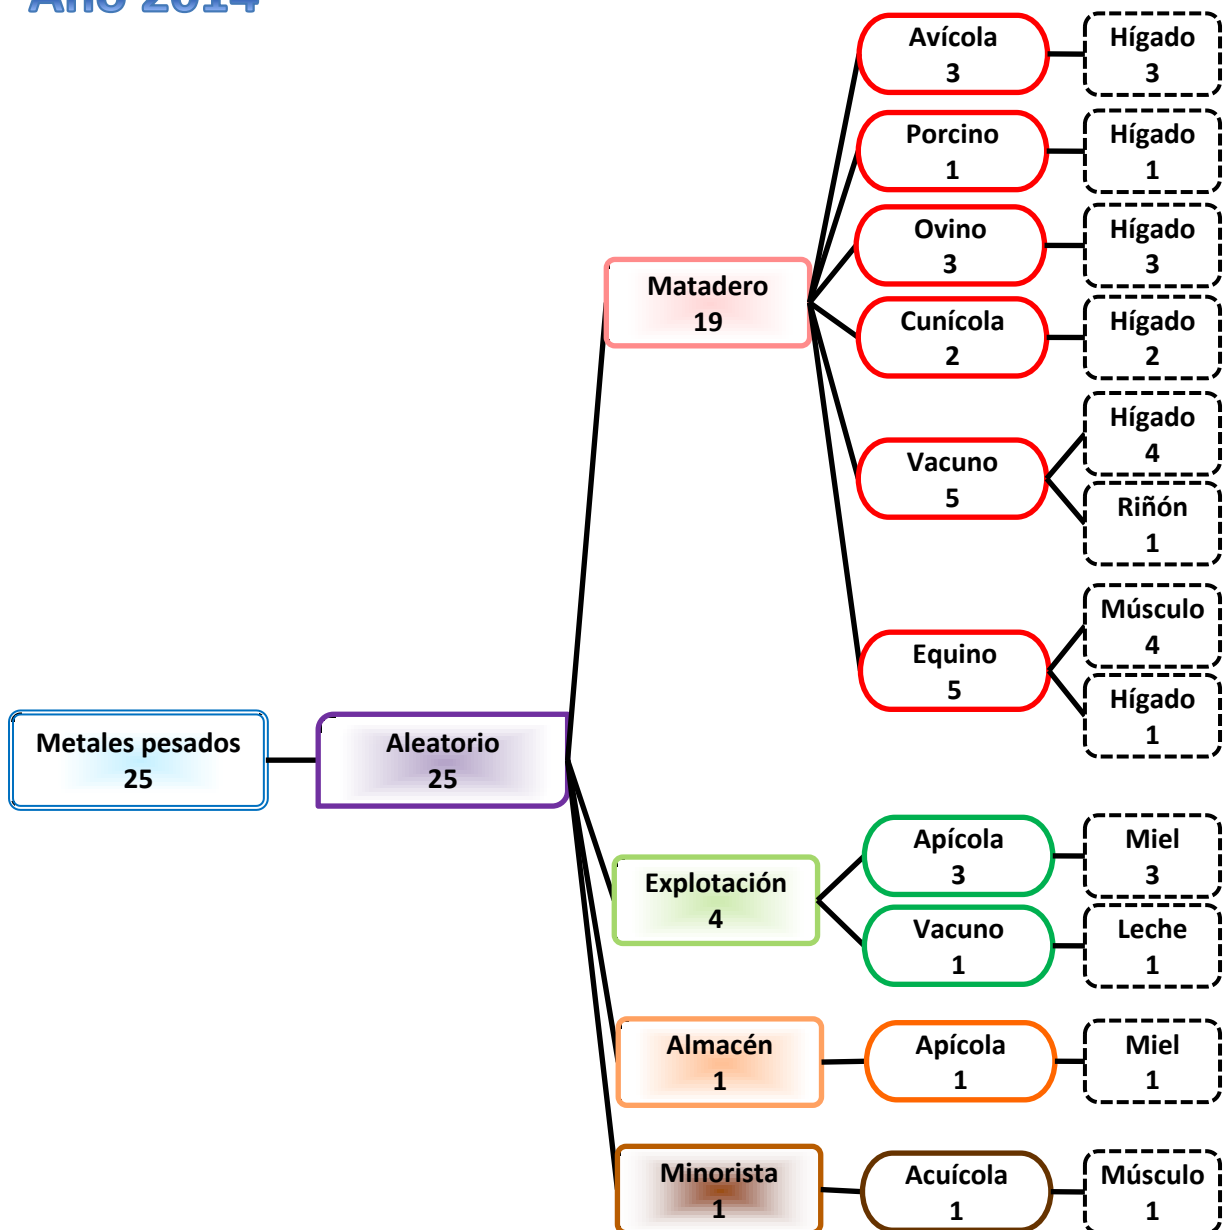 Año 2014
Avícola
3
Hígado
3
Porcino
1
Hígado
1
Ovino
3
Hígado
3
Matadero
19
Cunícola
2
Hígado
2
Vacuno
5
Hígado
4
Riñón
1
Equino
5
Músculo
4
Hígado
1
Metales pesados
25
Aleatorio
25
Explotación
4
Apícola
3
Miel
3
Vacuno
1
Leche
1
Almacén
1
Apícola
1
Miel
1
Minorista
1
Acuícola
1
Músculo
1